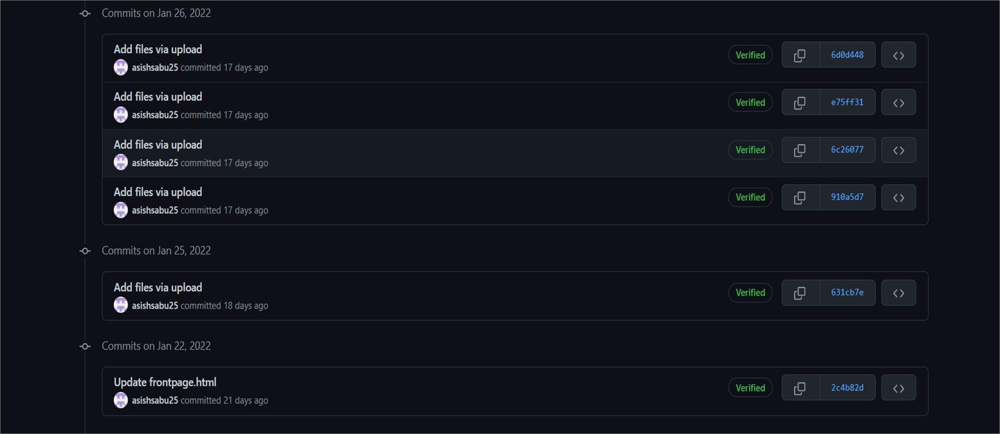 Commits on Jan 26, 2022
Add files via upload
asishsabu25 committed 17 days ago
Verified
6d0d448
Add files via upload
asishsabu25 committed 17 days ago
Verified
e75ff31
Add files via upload
asishsabu25 committed 17 days ago
Verified
6c26077
Add files via upload
asishsabu25 committed 17 days ago
Verified
910a5d7
Commits on Jan 25, 2022
Add files via upload
asishsabu25 committed 18 days ago
Verified
631cb7e
Commits on Jan 22, 2022
Update frontpage.html
asishsabu25 committed 21 days ago
Verified
2c4b82d